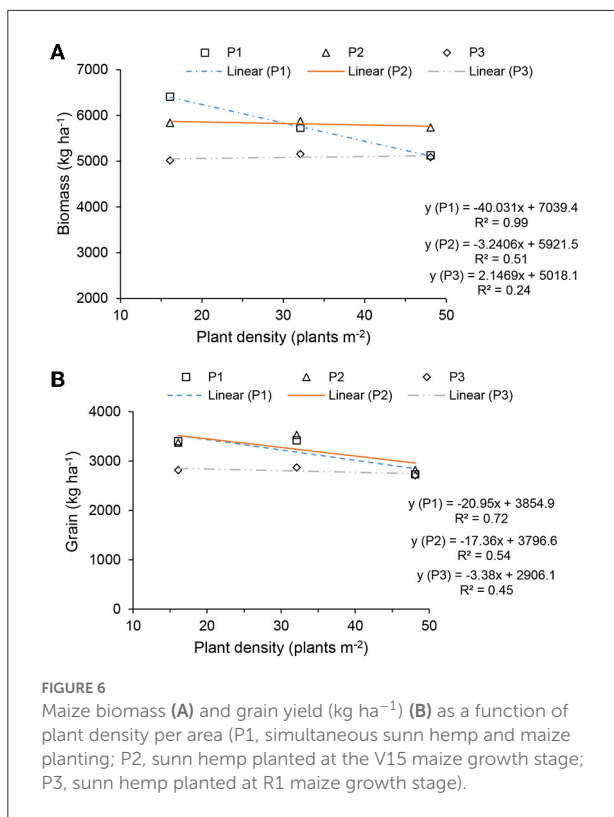 A
P1 P2 P3
Linear (P1) Linear (P2) Linear (P3)
7000
6000
5000
4000
3000
2000
Biomass (kg ha-1)
y (P1) = -40.031x + 7039.4
R² = 0.99
y (P2) = -3.2406x + 5921.5
R² = 0.51
y (P3) = 2.1469x + 5018.1
R² = 0.24
10 20 30 40 50
Plant density (plants m-2)
B
P1 P2 P3
Linear (P1) Linear (P2) Linear (P3)
4000
3000
2000
1000
0
Grain (kg ha-1)
y (P1) = -20.95x + 3854.9
R² = 0.72
y (P2) = -17.36x + 3796.6
R² = 0.54
y (P3) = -3.38x + 2906.1
R² = 0.45
10 20 30 40 50
Plant density (plants m-2)
FIGURE 6
Maize biomass (A) and grain yield (kg ha−1) (B) as a function of
plant density per area (P1, simultaneous sunn hemp and maize
planting; P2, sunn hemp planted at the V15 maize growth stage;
P3, sunn hemp planted at R1 maize growth stage).